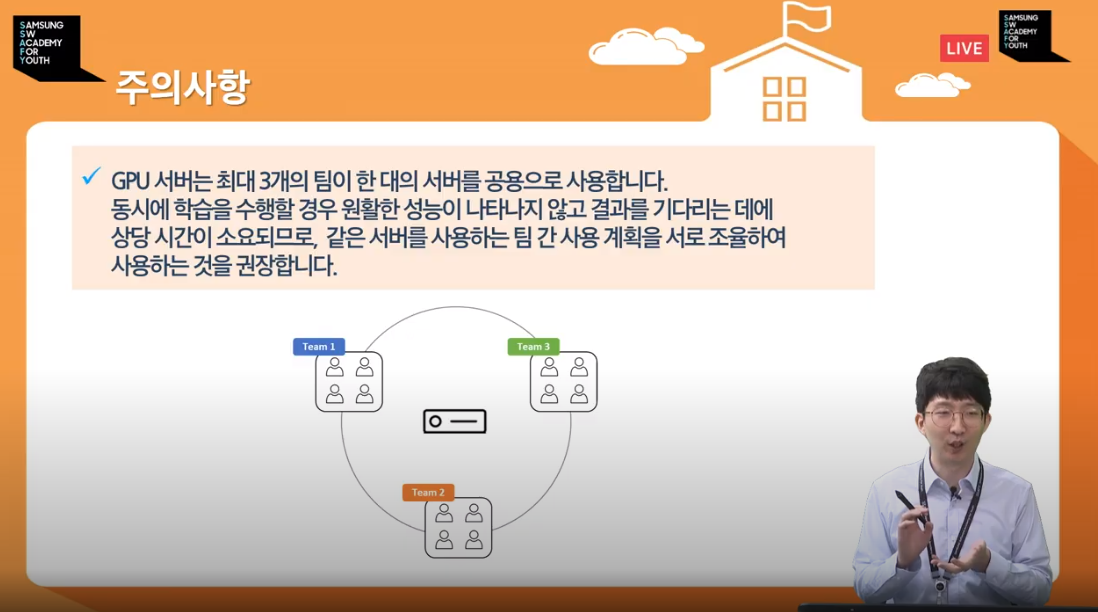 SAMSUNG
SW
ACADEMY
FOR
YOUTH
LIVE
SAMSUNG
SW
ACADEMY
FOR
YOUTH
주의사항
GPU 서버는 최대 3개의 팀이 한 대의 서버를 공용으로 사용합니다.
동시에 학습을 수행할 경우 원활한 성능이 나타나지 않고 결과를 기다리는 데에
상당 시간이 소요되므로, 같은 서버를 사용하는 팀 간 사용 계획을 서로 조율하여
사용하는 것을 권장합니다.
Team 1
Team 3
Team 2